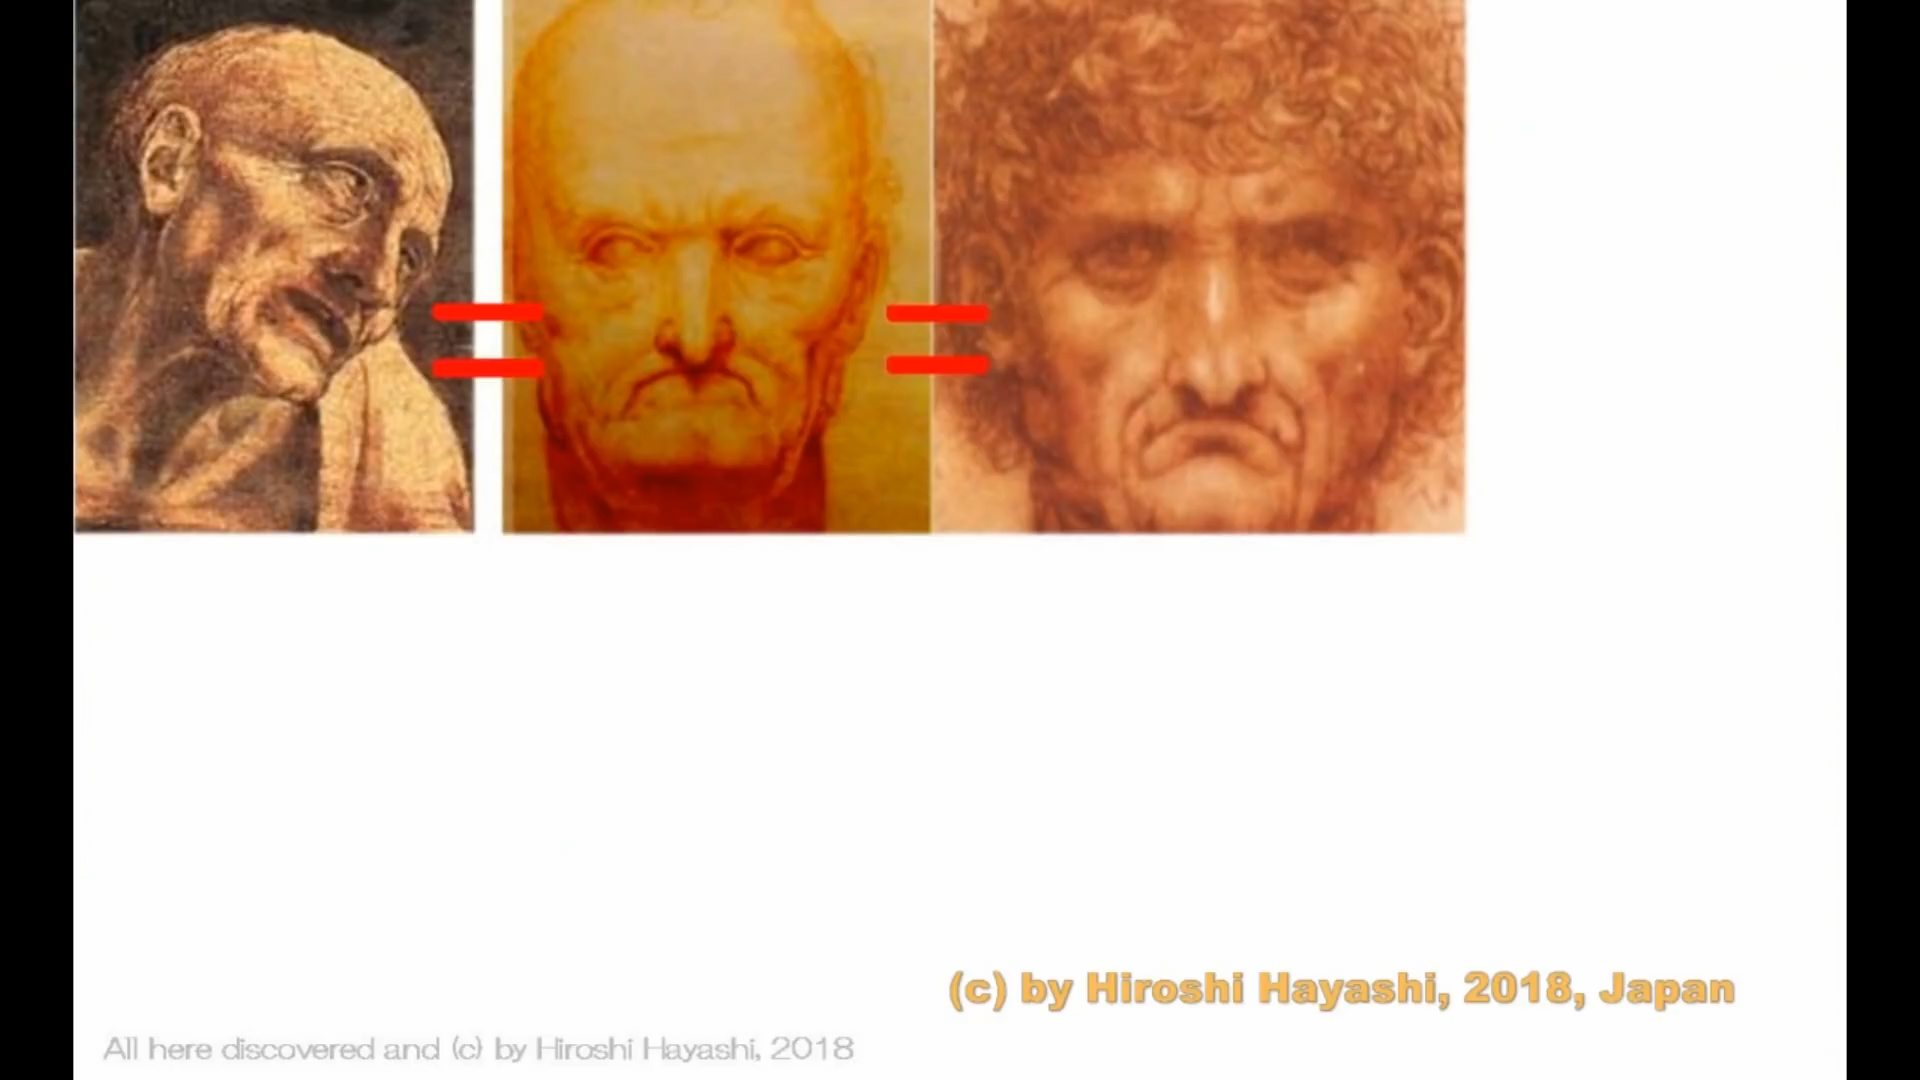 (c) by Hiroshi Hayashi, 2018, Japan
All here discovered and (c) by Hiroshi Hayashi, 2018